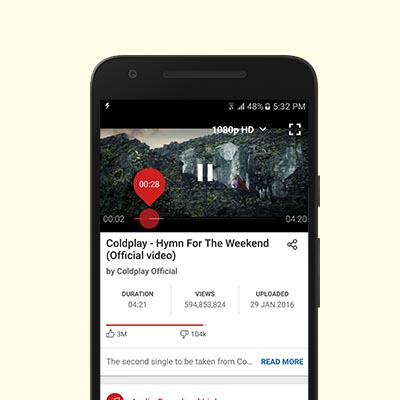 48% 5:32 PM
1080p HD
00:28
00:02 04:20
Coldplay - Hymn For The Weekend
(Official video)
by Coldplay Official
DURATION VIEWS UPLOADED
04:21 594,853,824 29 JAN 2016
3M 104k
The second single to be taken from Co... READ MORE